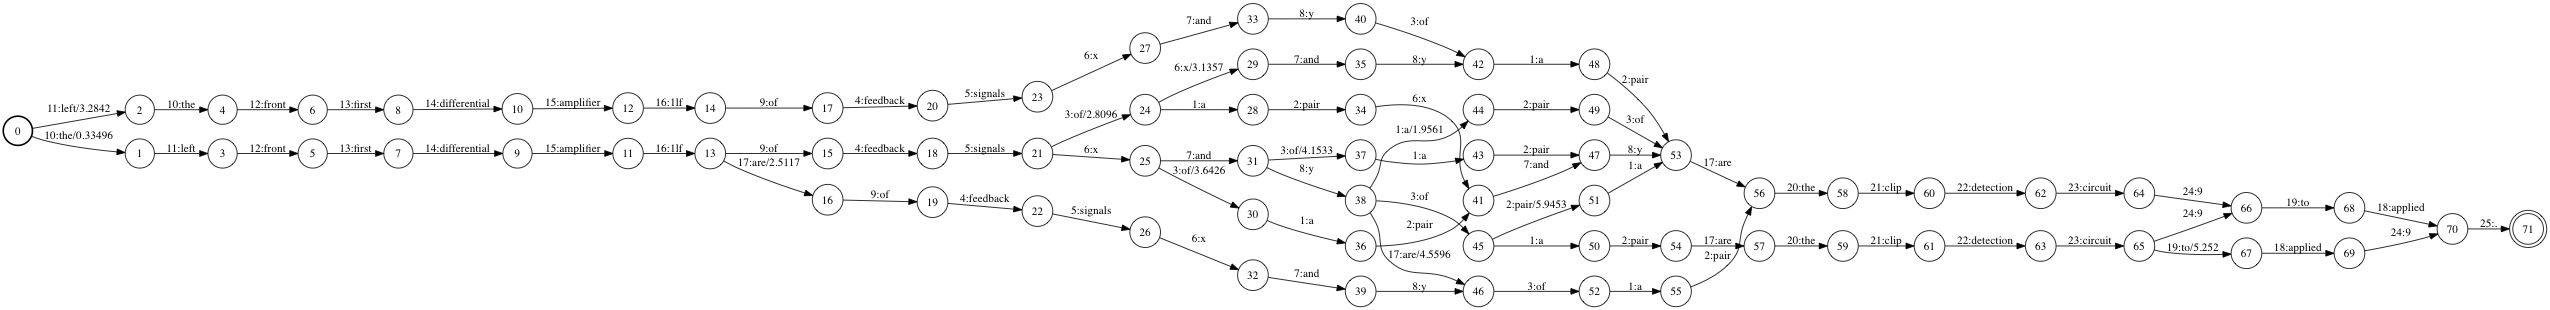 33 8:y 40 3:of
7:and
27
6:x
6:x/3.1357 29 7:and 35 8:y 42 1:a 48
2:pair
11:left/3.2842 2 10:the 4 12:front 6 13:first 8 14:differential 10 15:amplifier 12 16:1lf 14 9:of 17 4:feedback 20 5:signals 23
3:of/2.8096 24 1:a 28 2:pair 34 6:x
1:a/1.9561 44 2:pair 49 3:of
0
10:the/0.33496 1 11:left 3 12:front 5 13:first 7 14:differential 9 15:amplifier 11 16:1lf 13 9:of 15 4:feedback 18 5:signals 21 6:x 25 7:and 31 3:of/4.1533 37 1:a 43 2:pair 47 8:y 53 17:are
17:are/2.5117 3:of/3.6426 8:y 7:and 1:a
16 9:of 19 4:feedback 22 5:signals 26 6:x 32 7:and 39 8:y 46 3:of 52 1:a 55 2:pair
30 1:a 36 2:pair 41
38 3:of 45 2:pair/5.9453 51
17:are/4.5596
1:a 50 2:pair 54 17:are 57 20:the 59 21:clip 61 22:detection 63 23:circuit 65 19:to/5.252 67 18:applied 69 24:9
56 20:the 58 21:clip 60 22:detection 62 23:circuit 64 24:9 66 19:to 68 18:applied 70 25:. 71
24:9